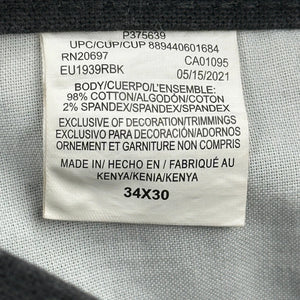 P375639
UPC/CUP/CUP 889440601684
RN20697 CA01095
EU1939RBK 05/15/2021
BODY/CUERPO/L'ENSEMBLE:
98% COTTON/ALGODÓN/COTON
2% SPANDEX/SPANDEX/SPANDEX
EXCLUSIVE OF DECORATION/TRIMMINGS
EXCLUSIVO PARA DECORACIÓN/ADORNOS
ORNEMENT ET GARNITURE NON COMPRIS
MADE IN/ HECHO EN / FABRIQUÉ AU
KENYA/KENIA/KENYA
34X30